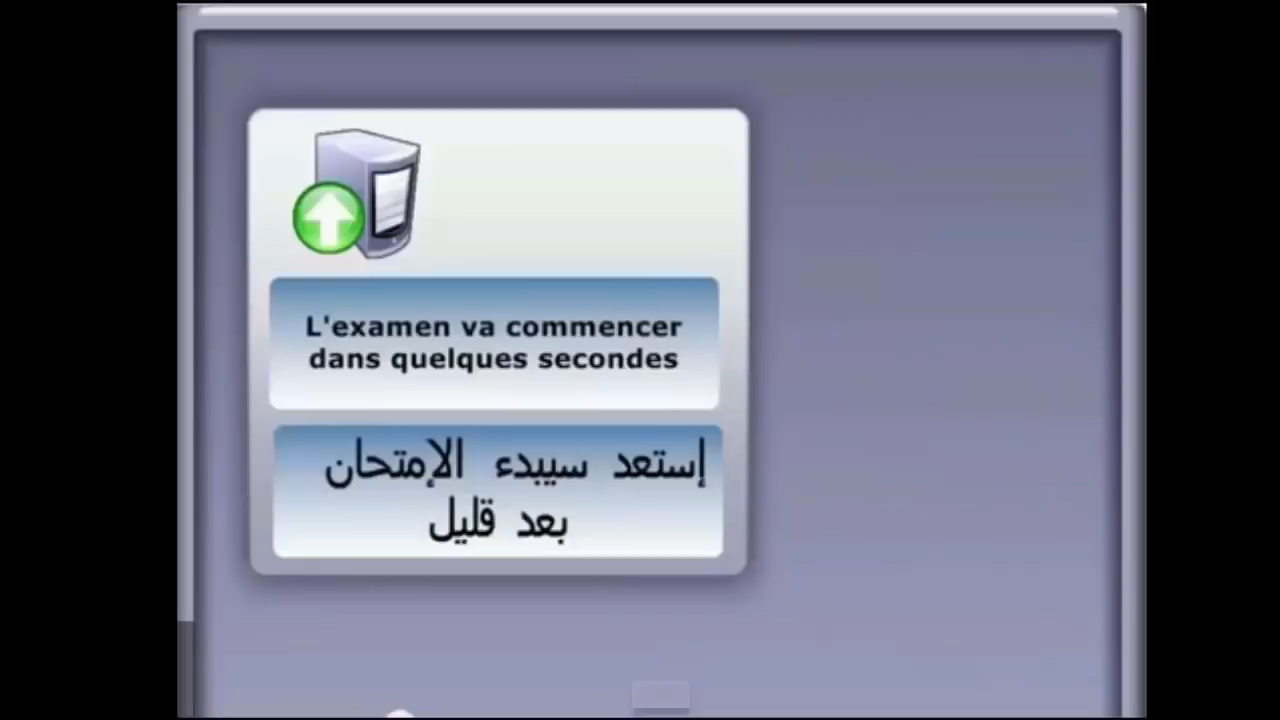 L'examen va commencer
dans quelques secondes
إستعد سيبدء الإمتحان
بعد قليل